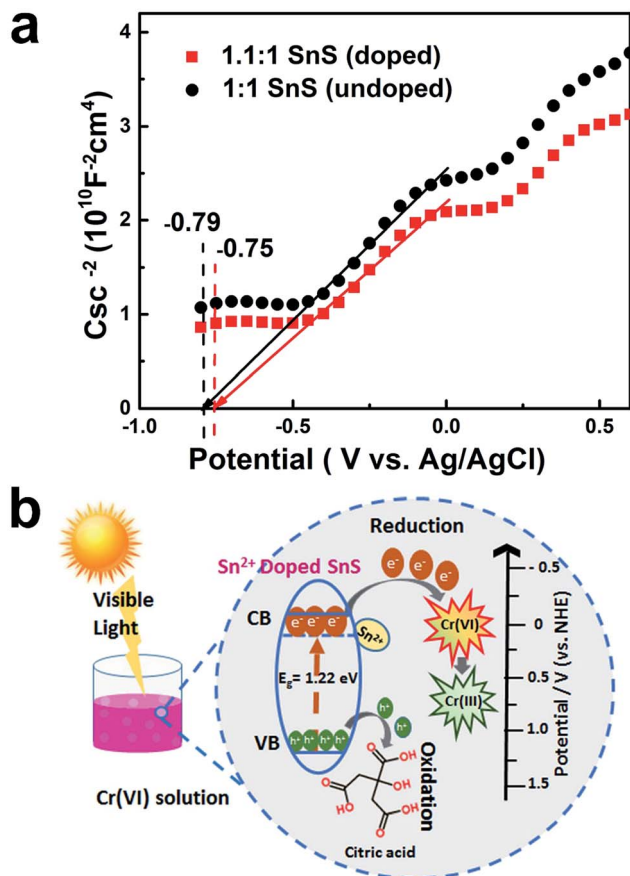 a
1.1:1 SnS (doped)
1:1 SnS (undoped)
Csc⁻² (10¹⁰F⁻²cm⁴)
4
3
2
1
0
-0.79
-0.75
-1.0 -0.5 0.0 0.5
Potential ( V vs. Ag/AgCl)
b
Visible
Light
Cr(VI) solution
Reduction
Sn²⁺ Doped SnS
CB
e⁻ e⁻ e⁻
e⁻ e⁻ e⁻
Sn²⁺
Eg= 1.22 eV
VB
h⁺ h⁺ h⁺ h⁺
h⁺
h⁺
Oxidation
Cr(VI)
Cr(III)
O
OH
O
OH
OH
HO
O
Citric acid
- 0.5
0
0.5
1.0
1.5
Potential / V (vs. NHE)